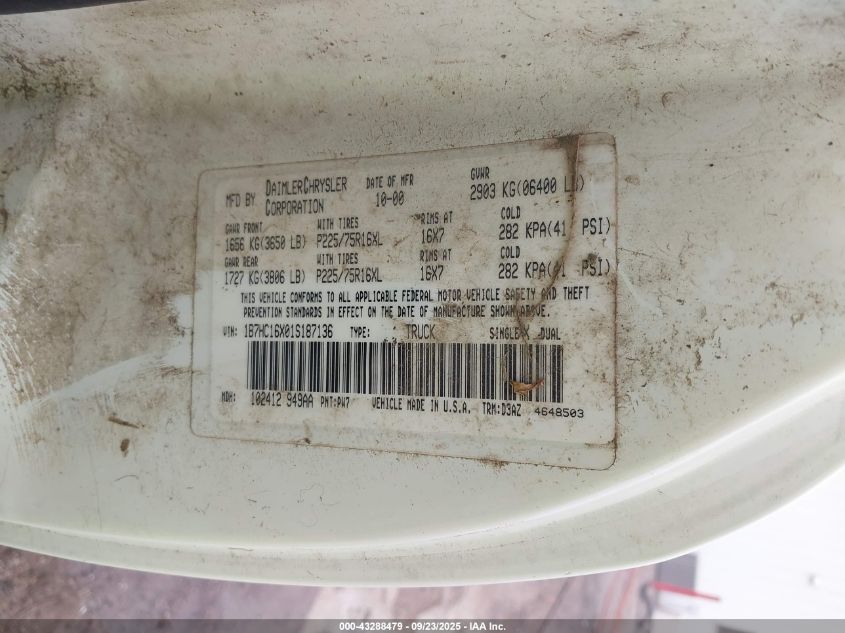 MFD BY DAIMLERCHRYSLER CORPORATION DATE OF MFR 10-00 GVWR 2903 KG(06400 LB)
GAWR FRONT WITH TIRES RIMS AT COLD
1656 KG(3650 LB) P225/75R16XL 16X7 282 KPA(41 PSI)
GAWR REAR WITH TIRES RIMS AT COLD
1727 KG(3806 LB) P225/75R16XL 16X7 282 KPA( 1 PSI)
THIS VEHICLE CONFORMS TO ALL APPLICABLE FEDERAL MOTOR VEHICLE SAFETY AND THEFT
PREVENTION STANDARDS IN EFFECT ON THE DATE OF MANUFACTURE SHOWN ABOVE.
VIN: 1B7HC16X01S187136 TYPE: TRUCK SINGLE X DUAL
MDH: 102412 949AA PNT:PW7 VEHICLE MADE IN U.S.A. TRM:D3AZ 4648503
000-43288479 - 09/23/2025 - IAA Inc.